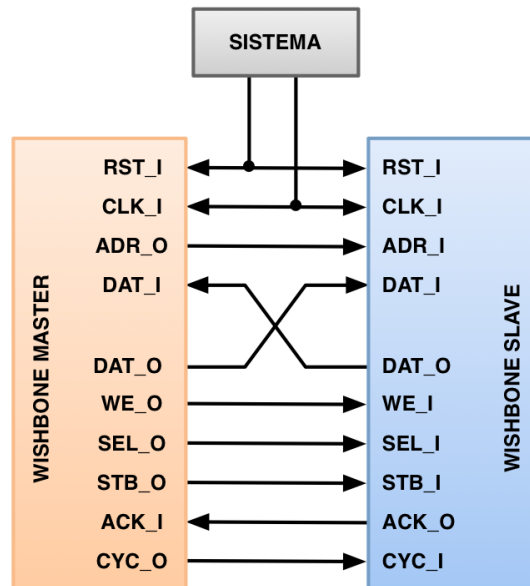 SISTEMA
WISHBONE MASTER
RST_I
CLK_I
ADR_O
DAT_I
DAT_O
WE_O
SEL_O
STB_O
ACK_I
CYC_O
RST_I
CLK_I
ADR_I
DAT_I
DAT_O
WE_I
SEL_I
STB_I
ACK_O
CYC_I
WISHBONE SLAVE